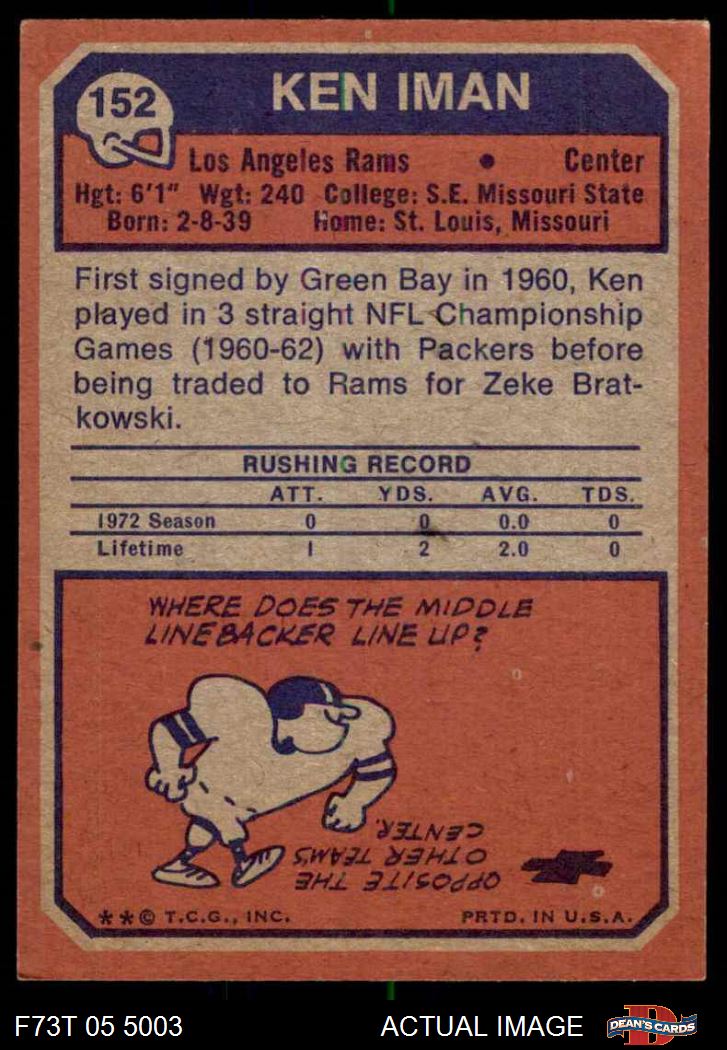 152
KEN IMAN
Los Angeles Rams • Center
Hgt: 6'1" Wgt: 240 College: S.E. Missouri State
Born: 2-8-39 Home: St. Louis, Missouri
First signed by Green Bay in 1960, Ken
played in 3 straight NFL Championship
Games (1960-62) with Packers before
being traded to Rams for Zeke Brat-
kowski.
RUSHING RECORD
ATT. YDS. AVG. TDS.
1972 Season 0 0 0.0 0
Lifetime 1 2 2.0 0
WHERE DOES THE MIDDLE
LINEBACKER LINE UP?
OPPOSITE THE
OTHER TEAMS
CENTER.
**© T.C.G., INC. PRTD. IN U.S.A.
F73T 05 5003 ACTUAL IMAGE D
DEAN'S CARDS